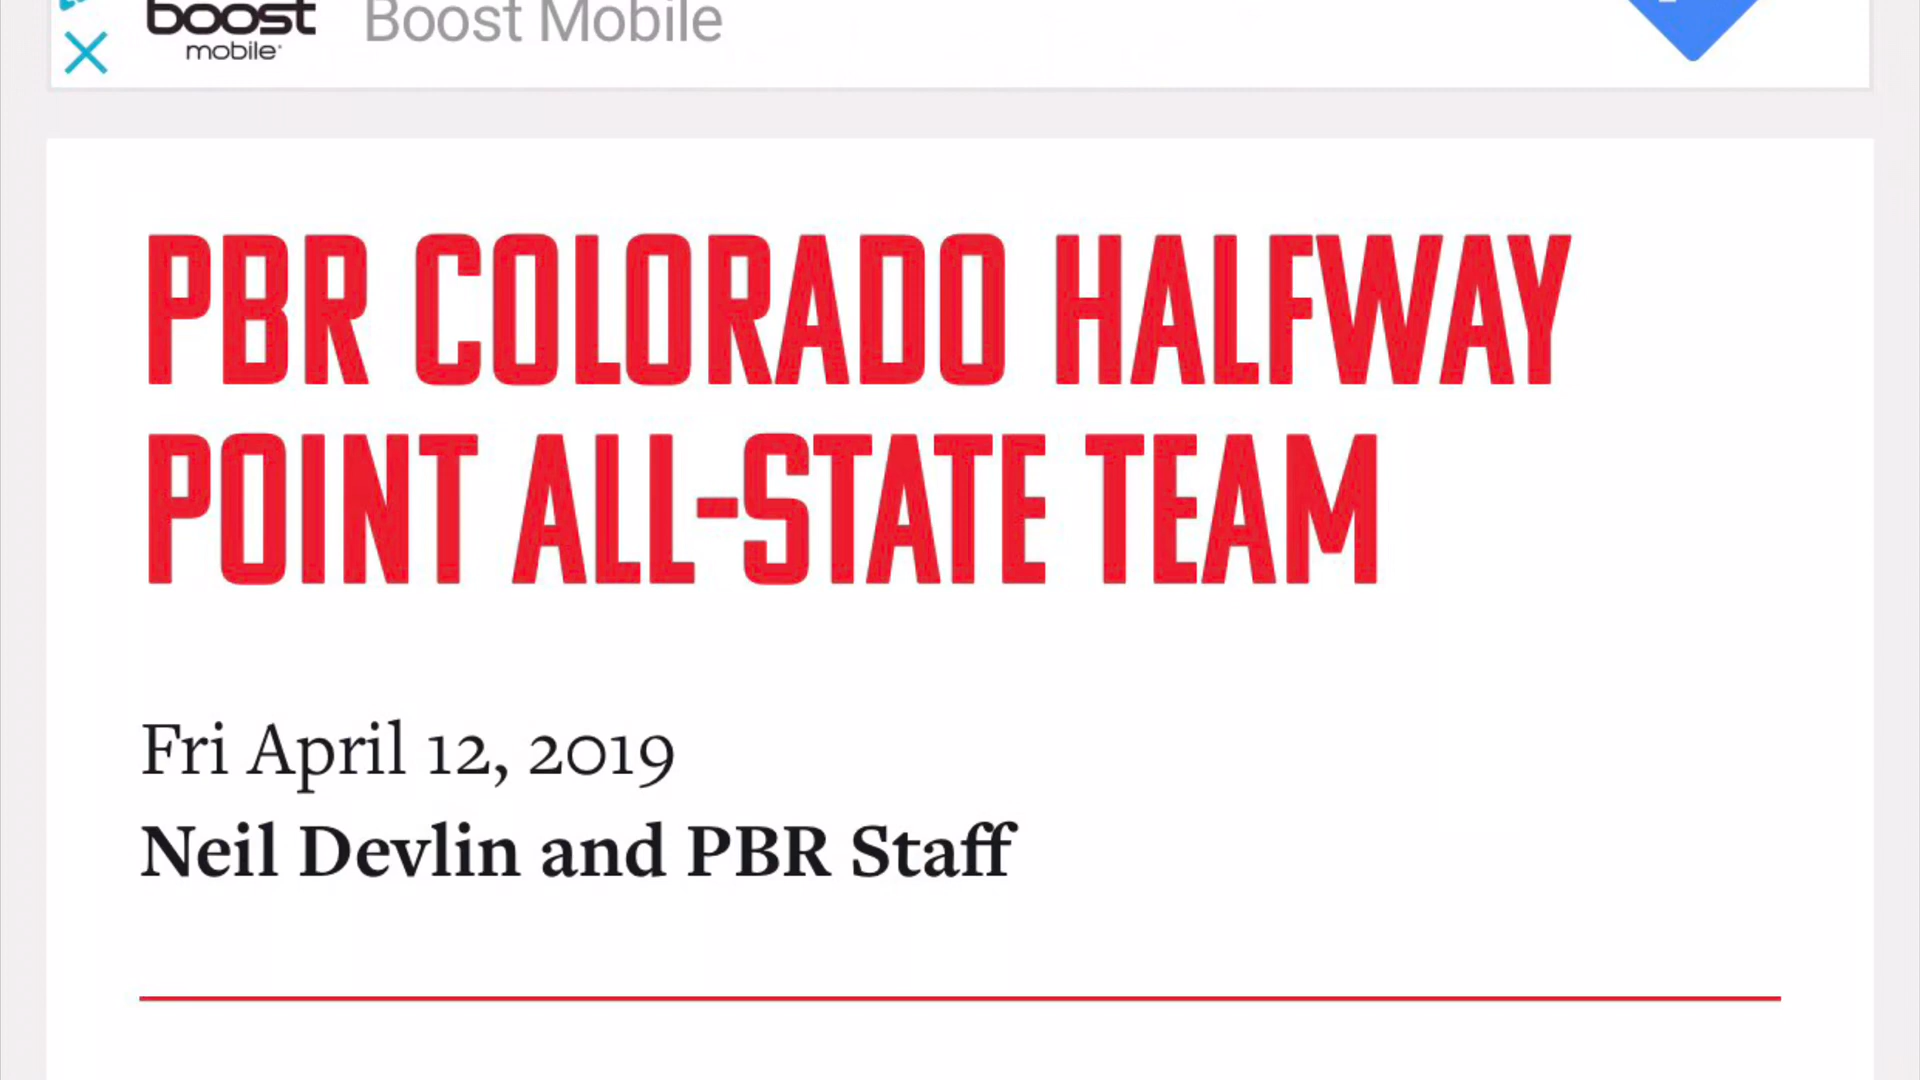 boost
mobile
Boost Mobile
PBR COLORADO HALFWAY
POINT ALL-STATE TEAM
Fri April 12, 2019
Neil Devlin and PBR Staff